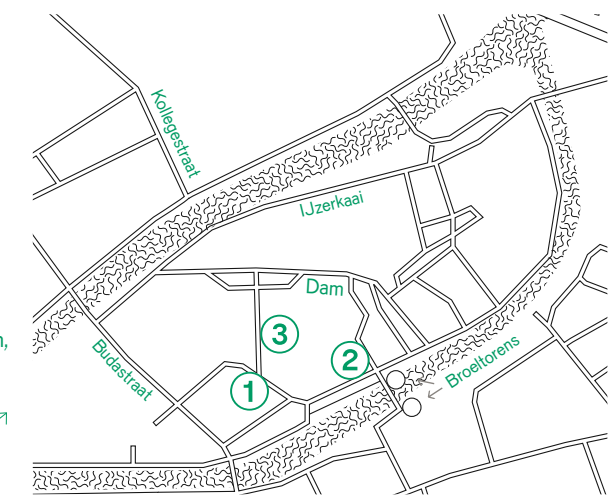 Kollegestraat
IJzerkaai
Dam
n,
3
2
Budastraat
1
Broeltorens